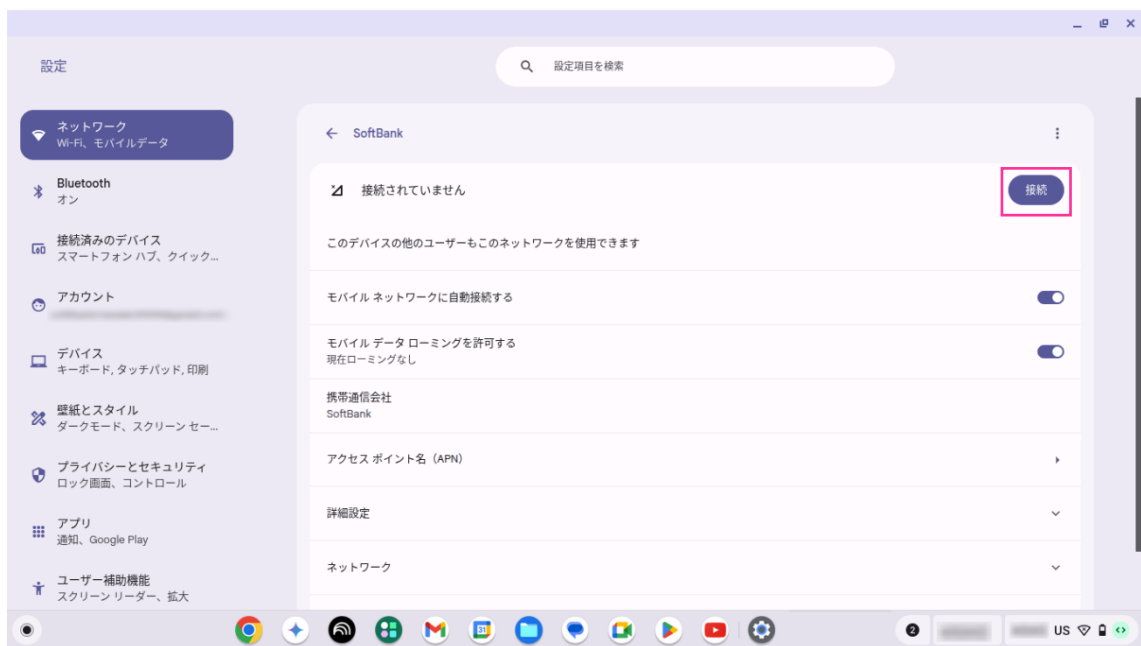 設定
設定項目を検索
ネットワーク
Wi-Fi、モバイルデータ
Bluetooth
オン
接続済みのデバイス
スマートフォン ハブ、クイック...
アカウント
デバイス
キーボード, タッチパッド, 印刷
壁紙とスタイル
ダークモード、スクリーン セー...
プライバシーとセキュリティ
ロック画面、コントロール
アプリ
通知、Google Play
ユーザー補助機能
スクリーン リーダー、拡大
SoftBank
接続されていません
接続
このデバイスの他のユーザーもこのネットワークを使用できます
モバイル ネットワークに自動接続する
モバイル データ ローミングを許可する
現在ローミングなし
携帯通信会社
SoftBank
アクセス ポイント名（APN）
詳細設定
ネットワーク
31
2
US